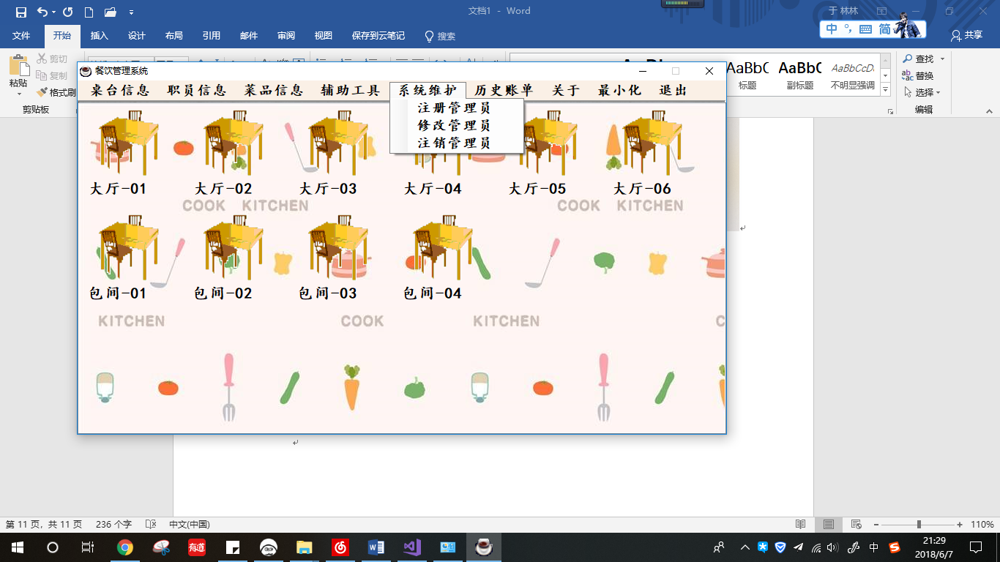 文档1 - Word
于 林林
文件 开始 插入 设计 布局 引用 邮件 审阅 视图 保存到云笔记 搜索
中 简
共享
剪切
复制
粘贴
格式刷
剪贴板
AaBb(
AaBbC
AaBbCcD
标题 副标题 不明显强调
查找
替换
选择
编辑
餐饮管理系统
桌台信息 职员信息 菜品信息 辅助工具 系统维护 历史账单 关于 最小化 退出
注册管理员
修改管理员
注销管理员
大厅-01 大厅-02 大厅-03 大厅-04 大厅-05 大厅-06
COOK KITCHEN COOK KITCHEN
包间-01 包间-02 包间-03 包间-04
KITCHEN COOK KITCHEN
第 11 页，共 11 页 236 个字 中文(中国)
110%
有道
中
21:29
2018/6/7